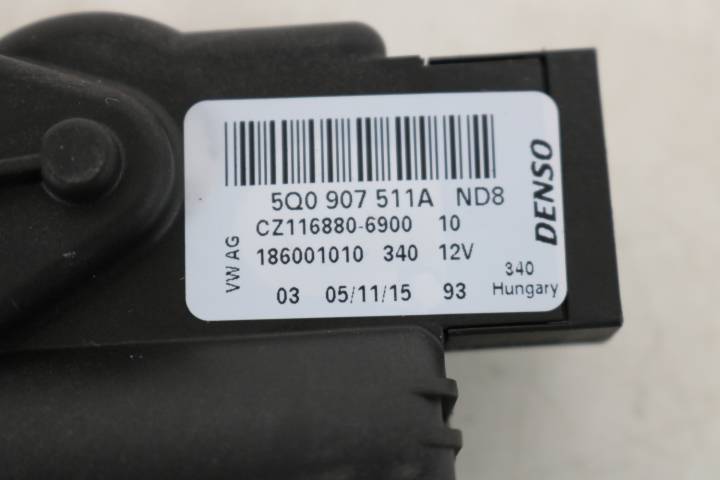 5Q0 907 511A ND8
CZ116880-6900 10
186001010 340 12V
03 05/11/15 93
VW AG
DENSO
340
Hungary